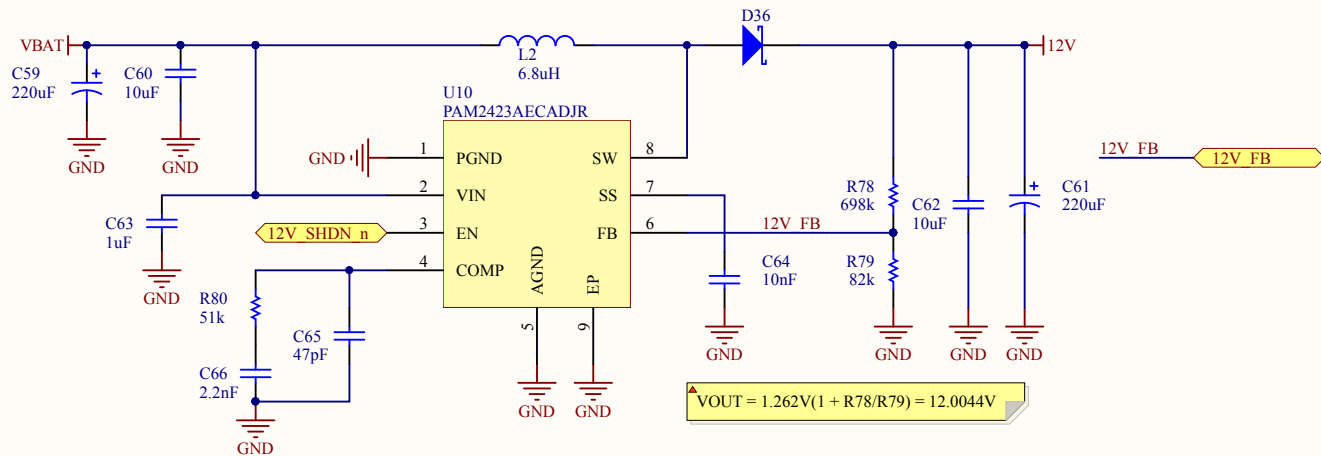 D36
VBAT
12V
L2
6.8uH
C59
220uF
C60
10uF
U10
PAM2423AECADJR
GND
GND
GND
1
PGND
SW
8
12V_FB
12V_FB
2
VIN
SS
7
R78
698k
C62
10uF
C61
220uF
C63
1uF
12V_SHDN_n
3
EN
FB
6
12V_FB
4
COMP
AGND
EP
C64
10nF
R79
82k
GND
R80
51k
C65
47pF
5
9
GND
GND
GND
GND
C66
2.2nF
GND
GND
VOUT = 1.262V(1 + R78/R79) = 12.0044V
GND